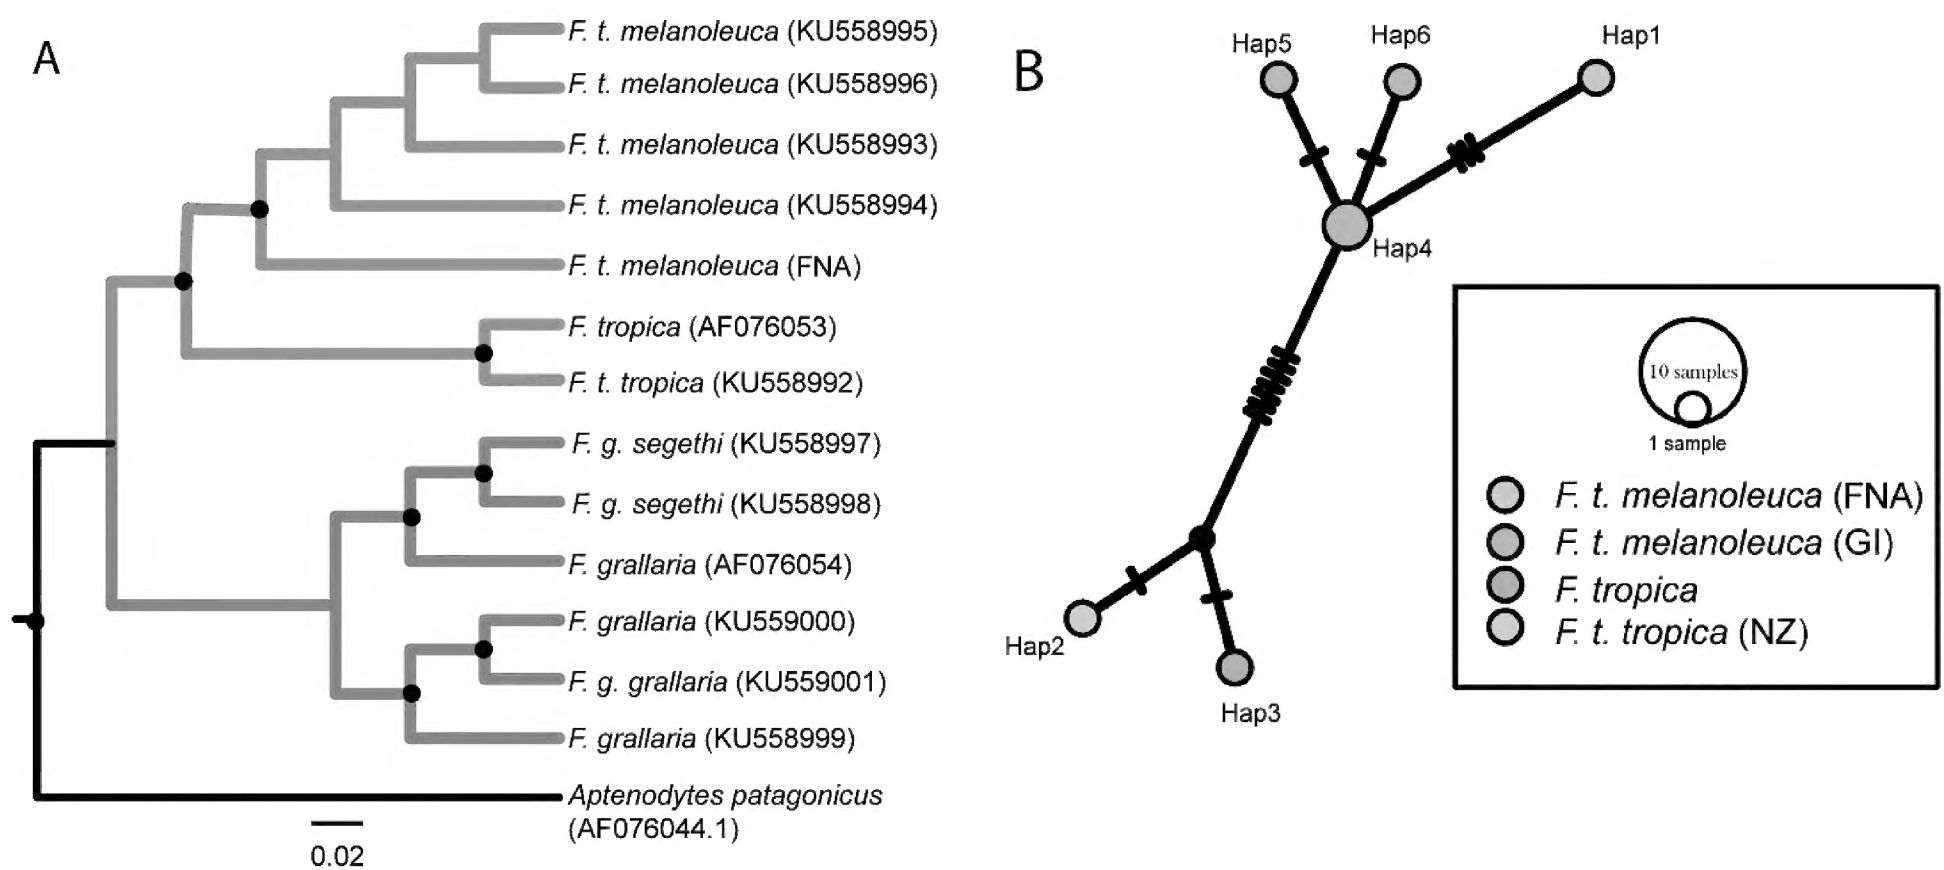 A
F. t. melanoleuca (KU558995)
F. t. melanoleuca (KU558996)
F. t. melanoleuca (KU558993)
F. t. melanoleuca (KU558994)
F. t. melanoleuca (FNA)
F. tropica (AF076053)
F. t. tropica (KU558992)
F. g. segethi (KU558997)
F. g. segethi (KU558998)
F. grallaria (AF076054)
F. grallaria (KU559000)
F. g. grallaria (KU559001)
F. grallaria (KU558999)
Aptenodytes patagonicus
(AF076044.1)
0.02
B
Hap5
Hap6
Hap1
Hap4
Hap2
Hap3
10 samples
1 sample
F. t. melanoleuca (FNA)
F. t. melanoleuca (GI)
F. tropica
F. t. tropica (NZ)